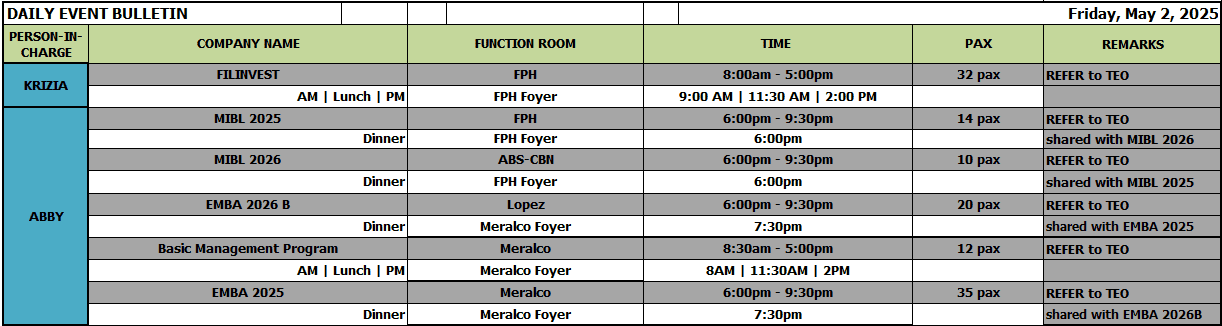 DAILY EVENT BULLETIN Friday, May 2, 2025
PERSON-IN-CHARGE COMPANY NAME FUNCTION ROOM TIME PAX REMARKS
KRIZIA FILINVEST FPH 8:00am - 5:00pm 32 pax REFER to TEO
AM | Lunch | PM FPH Foyer 9:00 AM | 11:30 AM | 2:00 PM
ABBY MIBL 2025 FPH 6:00pm - 9:30pm 14 pax REFER to TEO
Dinner FPH Foyer 6:00pm shared with MIBL 2026
MIBL 2026 ABS-CBN 6:00pm - 9:30pm 10 pax REFER to TEO
Dinner FPH Foyer 6:00pm shared with MIBL 2025
EMBA 2026 B Lopez 6:00pm - 9:30pm 20 pax REFER to TEO
Dinner Meralco Foyer 7:30pm shared with EMBA 2025
Basic Management Program Meralco 8:30am - 5:00pm 12 pax REFER to TEO
AM | Lunch | PM Meralco Foyer 8AM | 11:30AM | 2PM
EMBA 2025 Meralco 6:00pm - 9:30pm 35 pax REFER to TEO
Dinner Meralco Foyer 7:30pm shared with EMBA 2026B